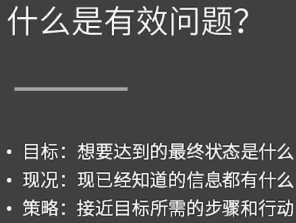 什么是有效问题？
• 目标：想要达到的最终状态是什么
• 现况：现已经知道的信息都有什么
• 策略：接近目标所需的步骤和行动